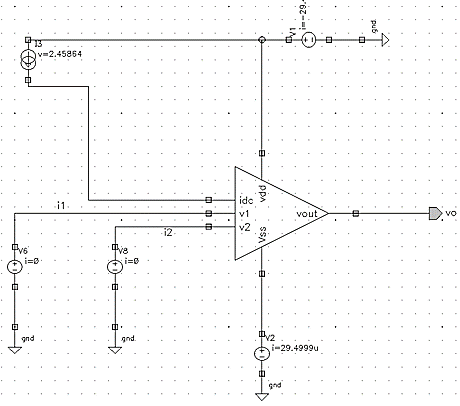 V1
i=-29.
gnd
I3
v=2.45864
vdd
idc
v1
v2
vout
Vss
vo
i1
i2
V6
i=0
V8
i=0
gnd
gnd
V2
i=29.4999u
gnd